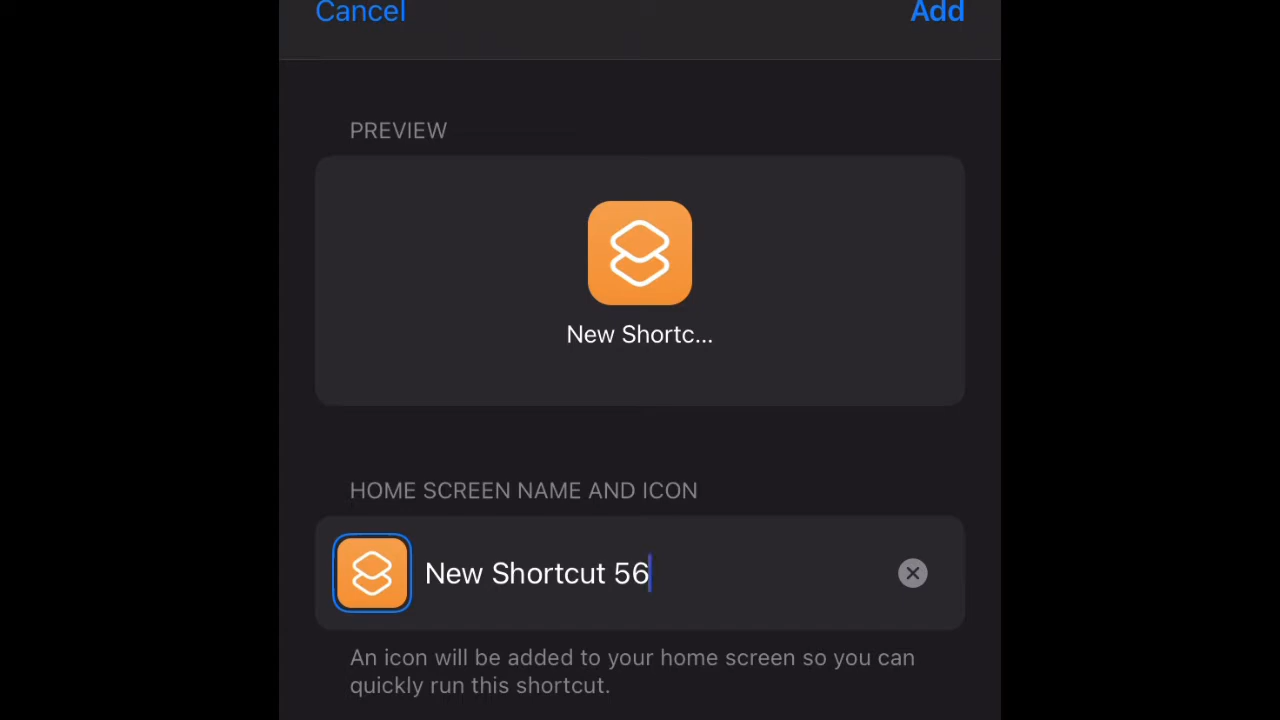 Cancel
Add
PREVIEW
New Shortc...
HOME SCREEN NAME AND ICON
New Shortcut 56
An icon will be added to your home screen so you can
quickly run this shortcut.